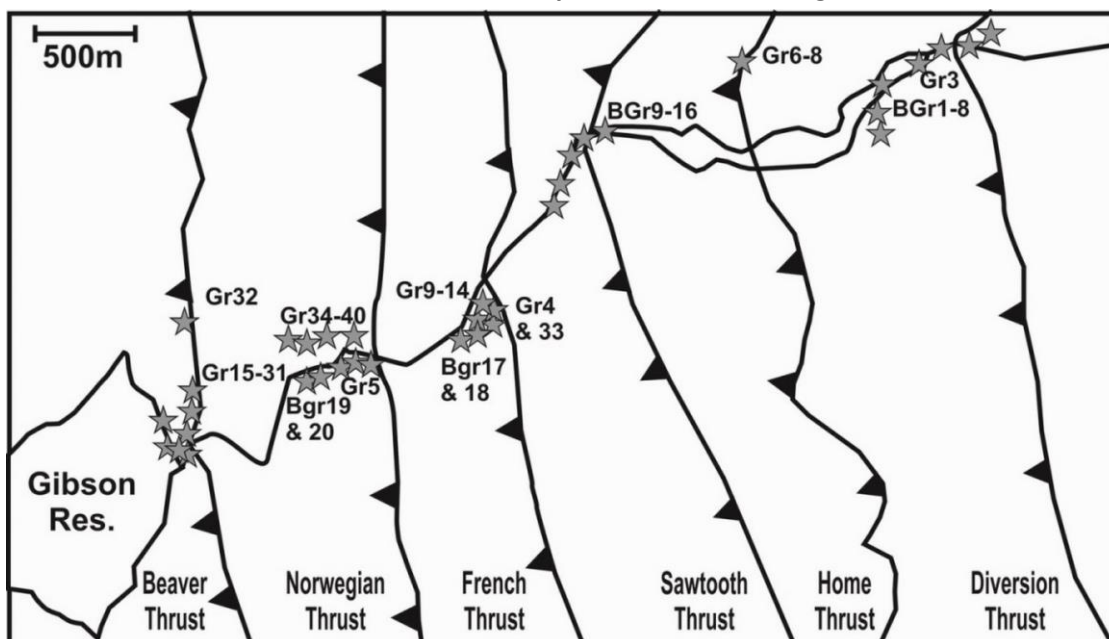 500m
Gr6-8
Gr3
BGr9-16
BGr1-8
Gr32
Gr9-14
Gr4
& 33
Gr34-40
Bgr17
& 18
Gr15-31
Gr5
Bgr19
& 20
Gibson
Res.
Beaver
Thrust
Norwegian
Thrust
French
Thrust
Sawtooth
Thrust
Home
Thrust
Diversion
Thrust